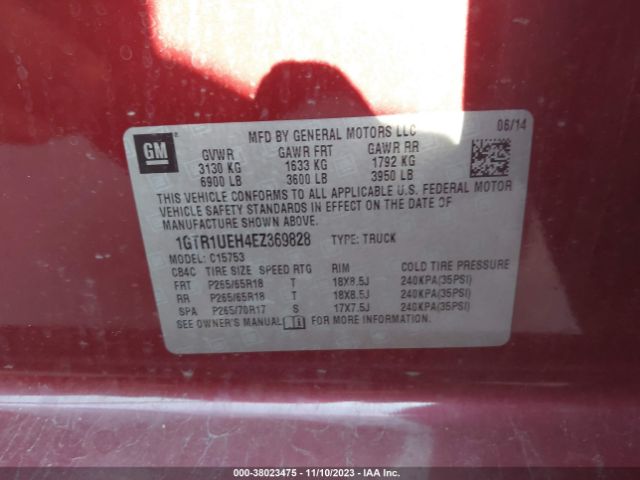 GM
MFD BY GENERAL MOTORS LLC
06/14
GVWR GAWR FRT GAWR RR
3130 KG 1633 KG 1792 KG
6900 LB 3600 LB 3950 LB
THIS VEHICLE CONFORMS TO ALL APPLICABLE U.S. FEDERAL MOTOR
VEHICLE SAFETY STANDARDS IN EFFECT ON THE DATE OF
MANUFACTURE SHOWN ABOVE.
1GTR1UEH4EZ369828 TYPE: TRUCK
MODEL: C15753
CB4C TIRE SIZE SPEED RTG RIM COLD TIRE PRESSURE
FRT P265/65R18 T 18X8.5J 240KPA(35PSI)
RR P265/65R18 T 18X8.5J 240KPA(35PSI)
SPA P265/70R17 S 17X7.5J 240KPA(35PSI)
SEE OWNER'S MANUAL FOR MORE INFORMATION.
000-38023475 - 11/10/2023 - IAA Inc.